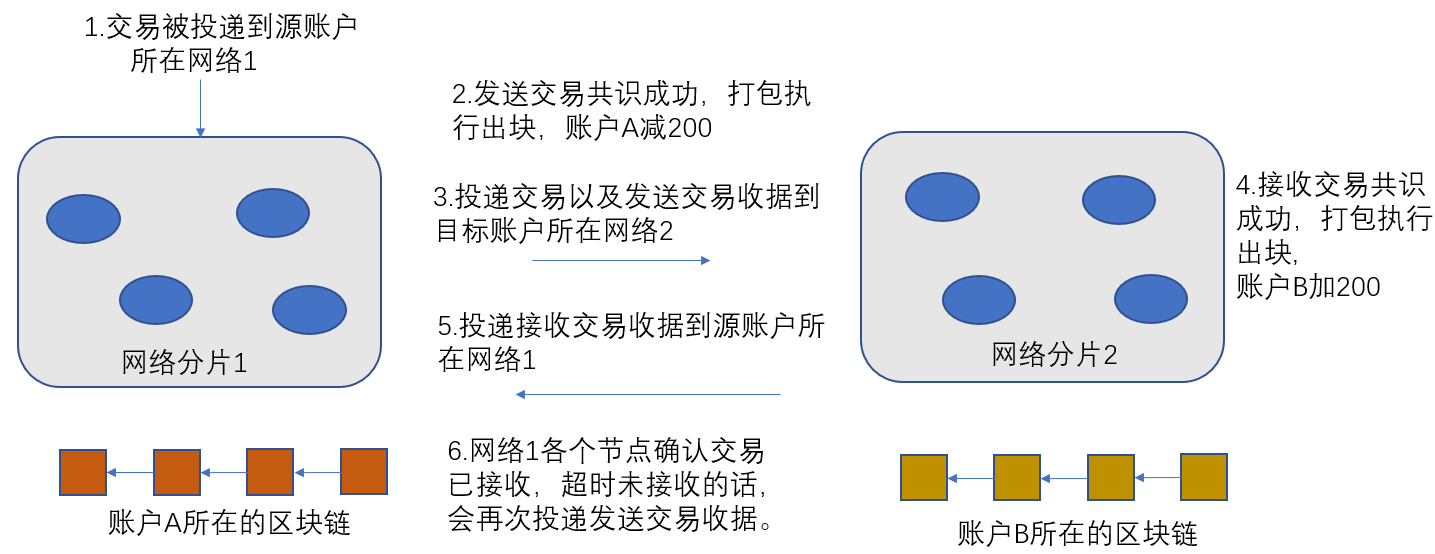 1.交易被投递到源账户
所在网络1
2.发送交易共识成功，打包执
行出块，账户A减200
3.投递交易以及发送交易收据到
目标账户所在网络2
4.接收交易共识
成功，打包执行
出块,
账户B加200
5.投递接收交易收据到源账户所
在网络1
网络分片1
网络分片2
6.网络1各个节点确认交易
已接收，超时未接收的话，
会再次投递发送交易收据。
账户A所在的区块链
账户B所在的区块链